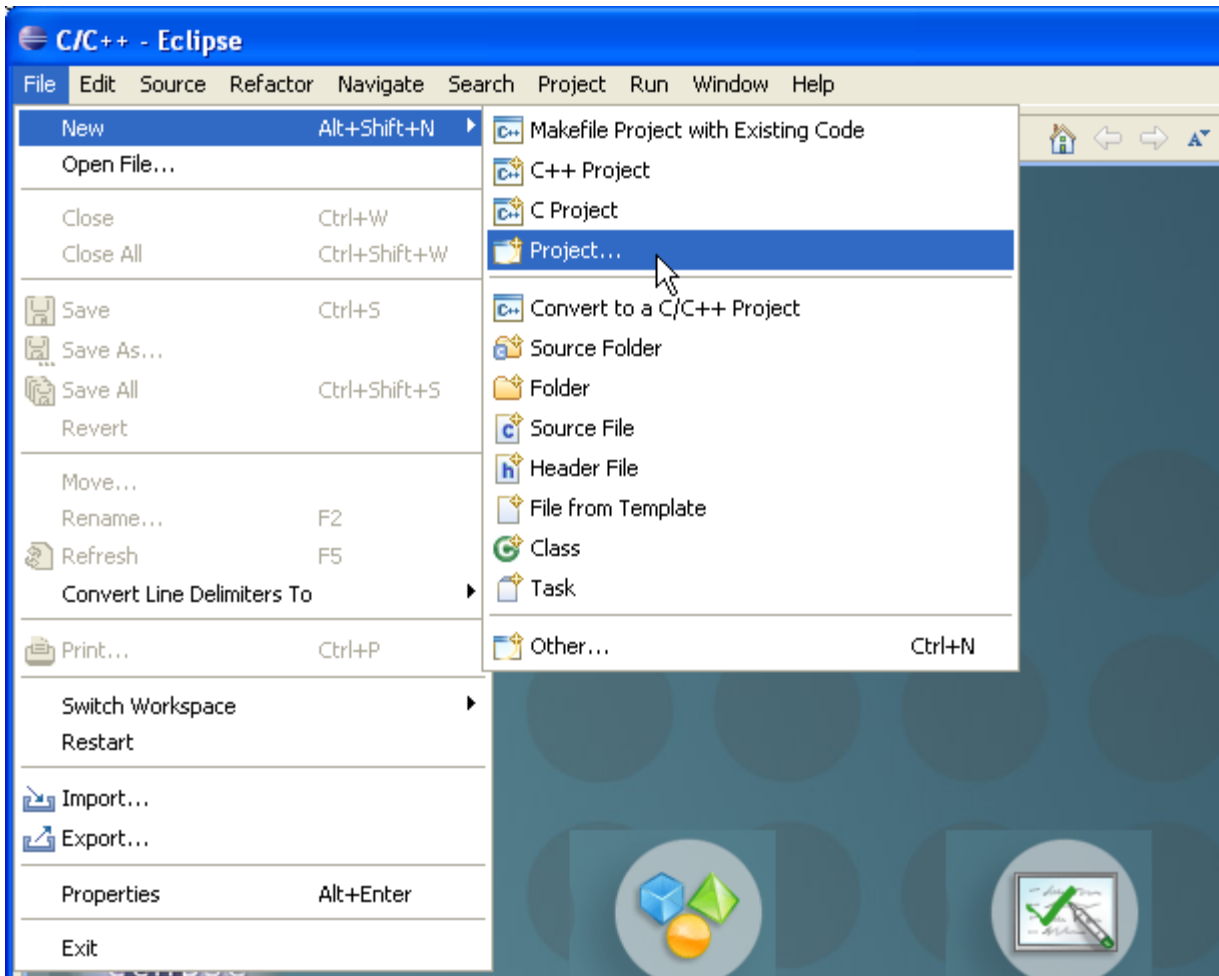 C/C++ - Eclipse
File Edit Source Refactor Navigate Search Project Run Window Help
New Alt+Shift+N
Open File...
Close Ctrl+W
Close All Ctrl+Shift+W
Save Ctrl+S
Save As...
Save All Ctrl+Shift+S
Revert
Move...
Rename... F2
Refresh F5
Convert Line Delimiters To
Print... Ctrl+P
Switch Workspace
Restart
Import...
Export...
Properties Alt+Enter
Exit
Makefile Project with Existing Code
C++ Project
C Project
Project...
Convert to a C/C++ Project
Source Folder
Folder
Source File
Header File
File from Template
Class
Task
Other... Ctrl+N